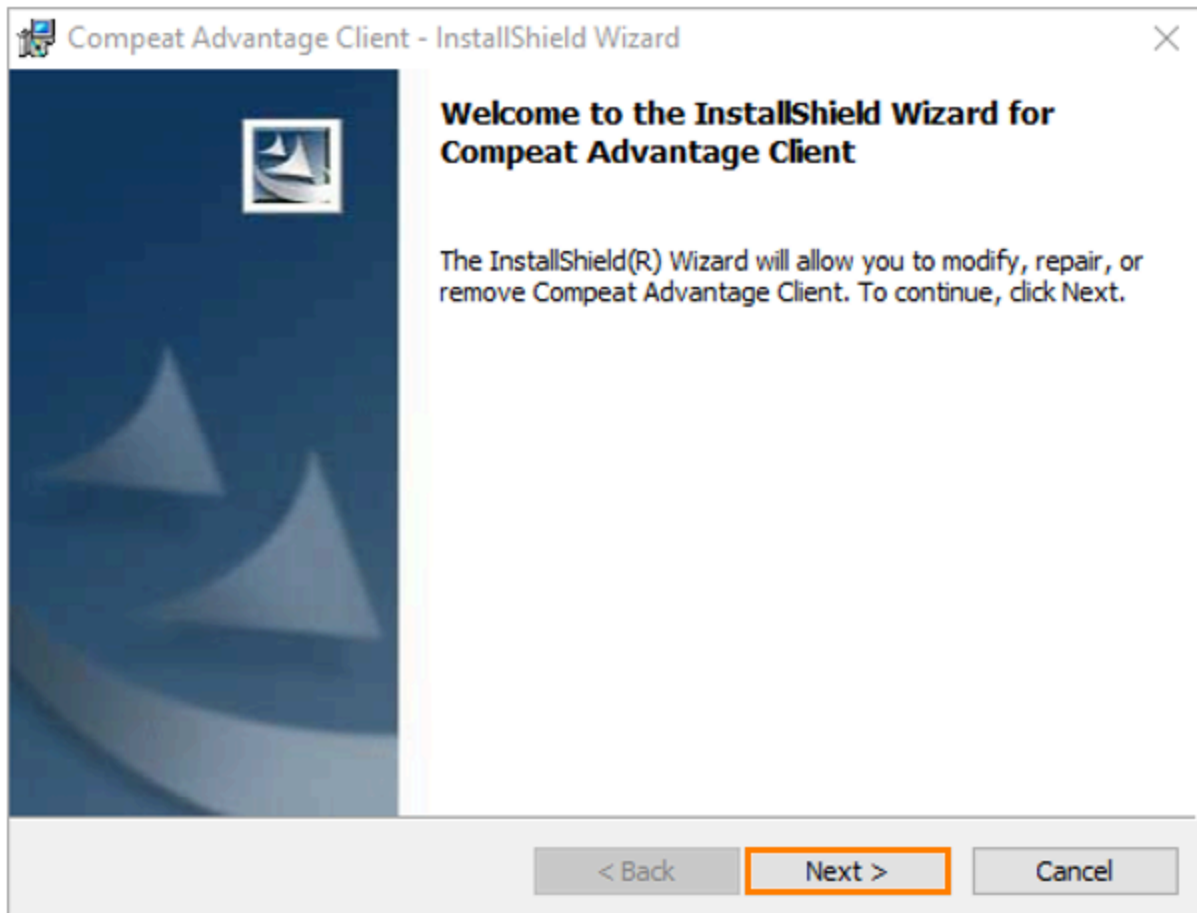 Compeat Advantage Client - InstallShield Wizard
Welcome to the InstallShield Wizard for
Compeat Advantage Client
The InstallShield(R) Wizard will allow you to modify, repair, or
remove Compeat Advantage Client. To continue, click Next.
< Back Next > Cancel